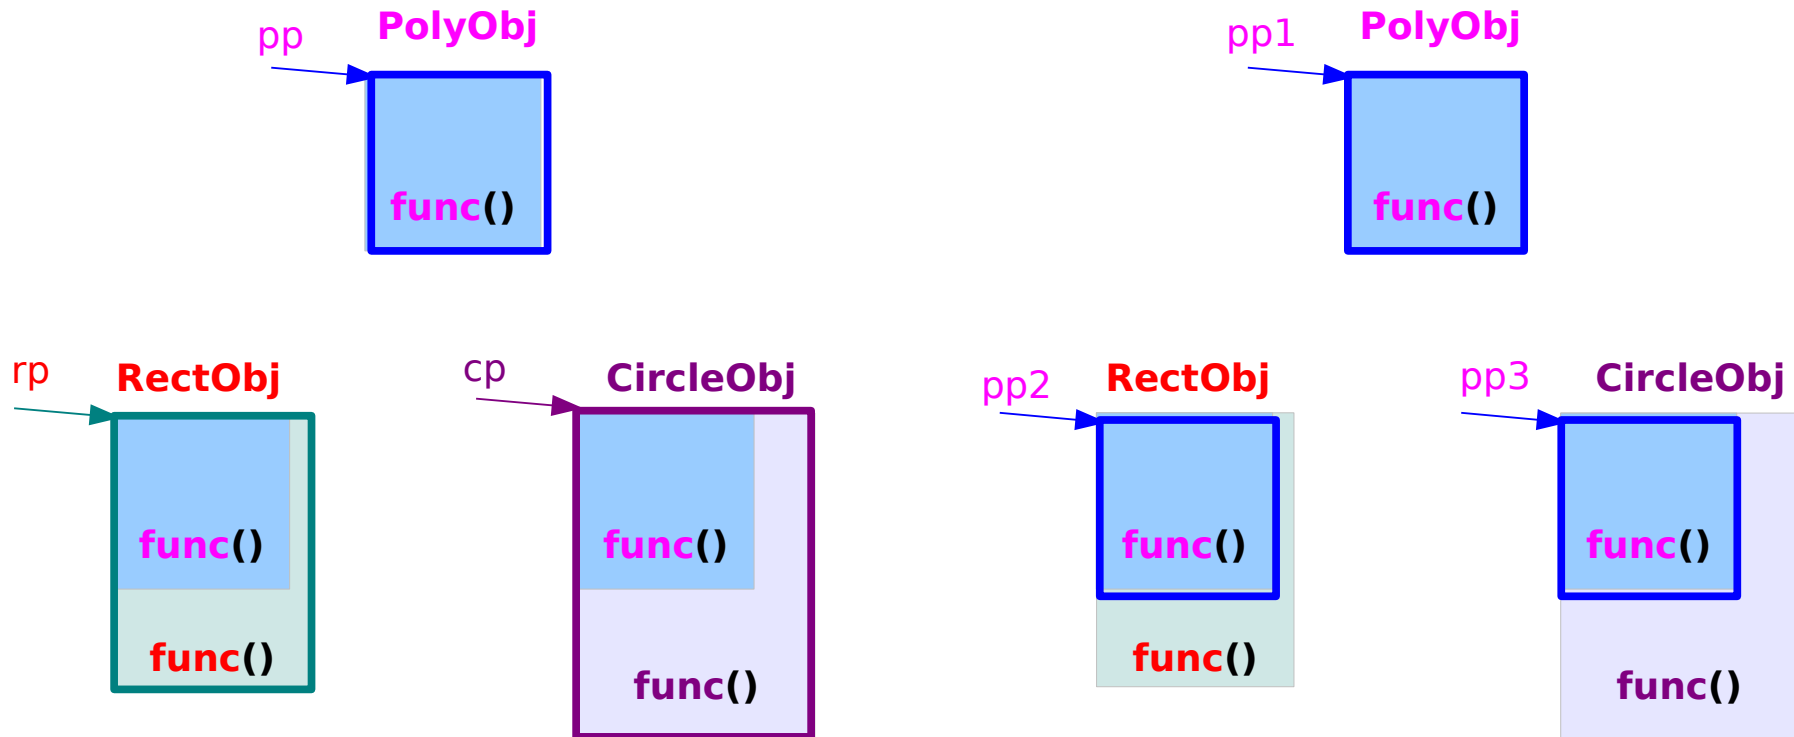 pp
PolyObj
func()
pp1
PolyObj
func()
rp
RectObj
func()
func()
cp
CircleObj
func()
func()
pp2
RectObj
func()
func()
pp3
CircleObj
func()
func()